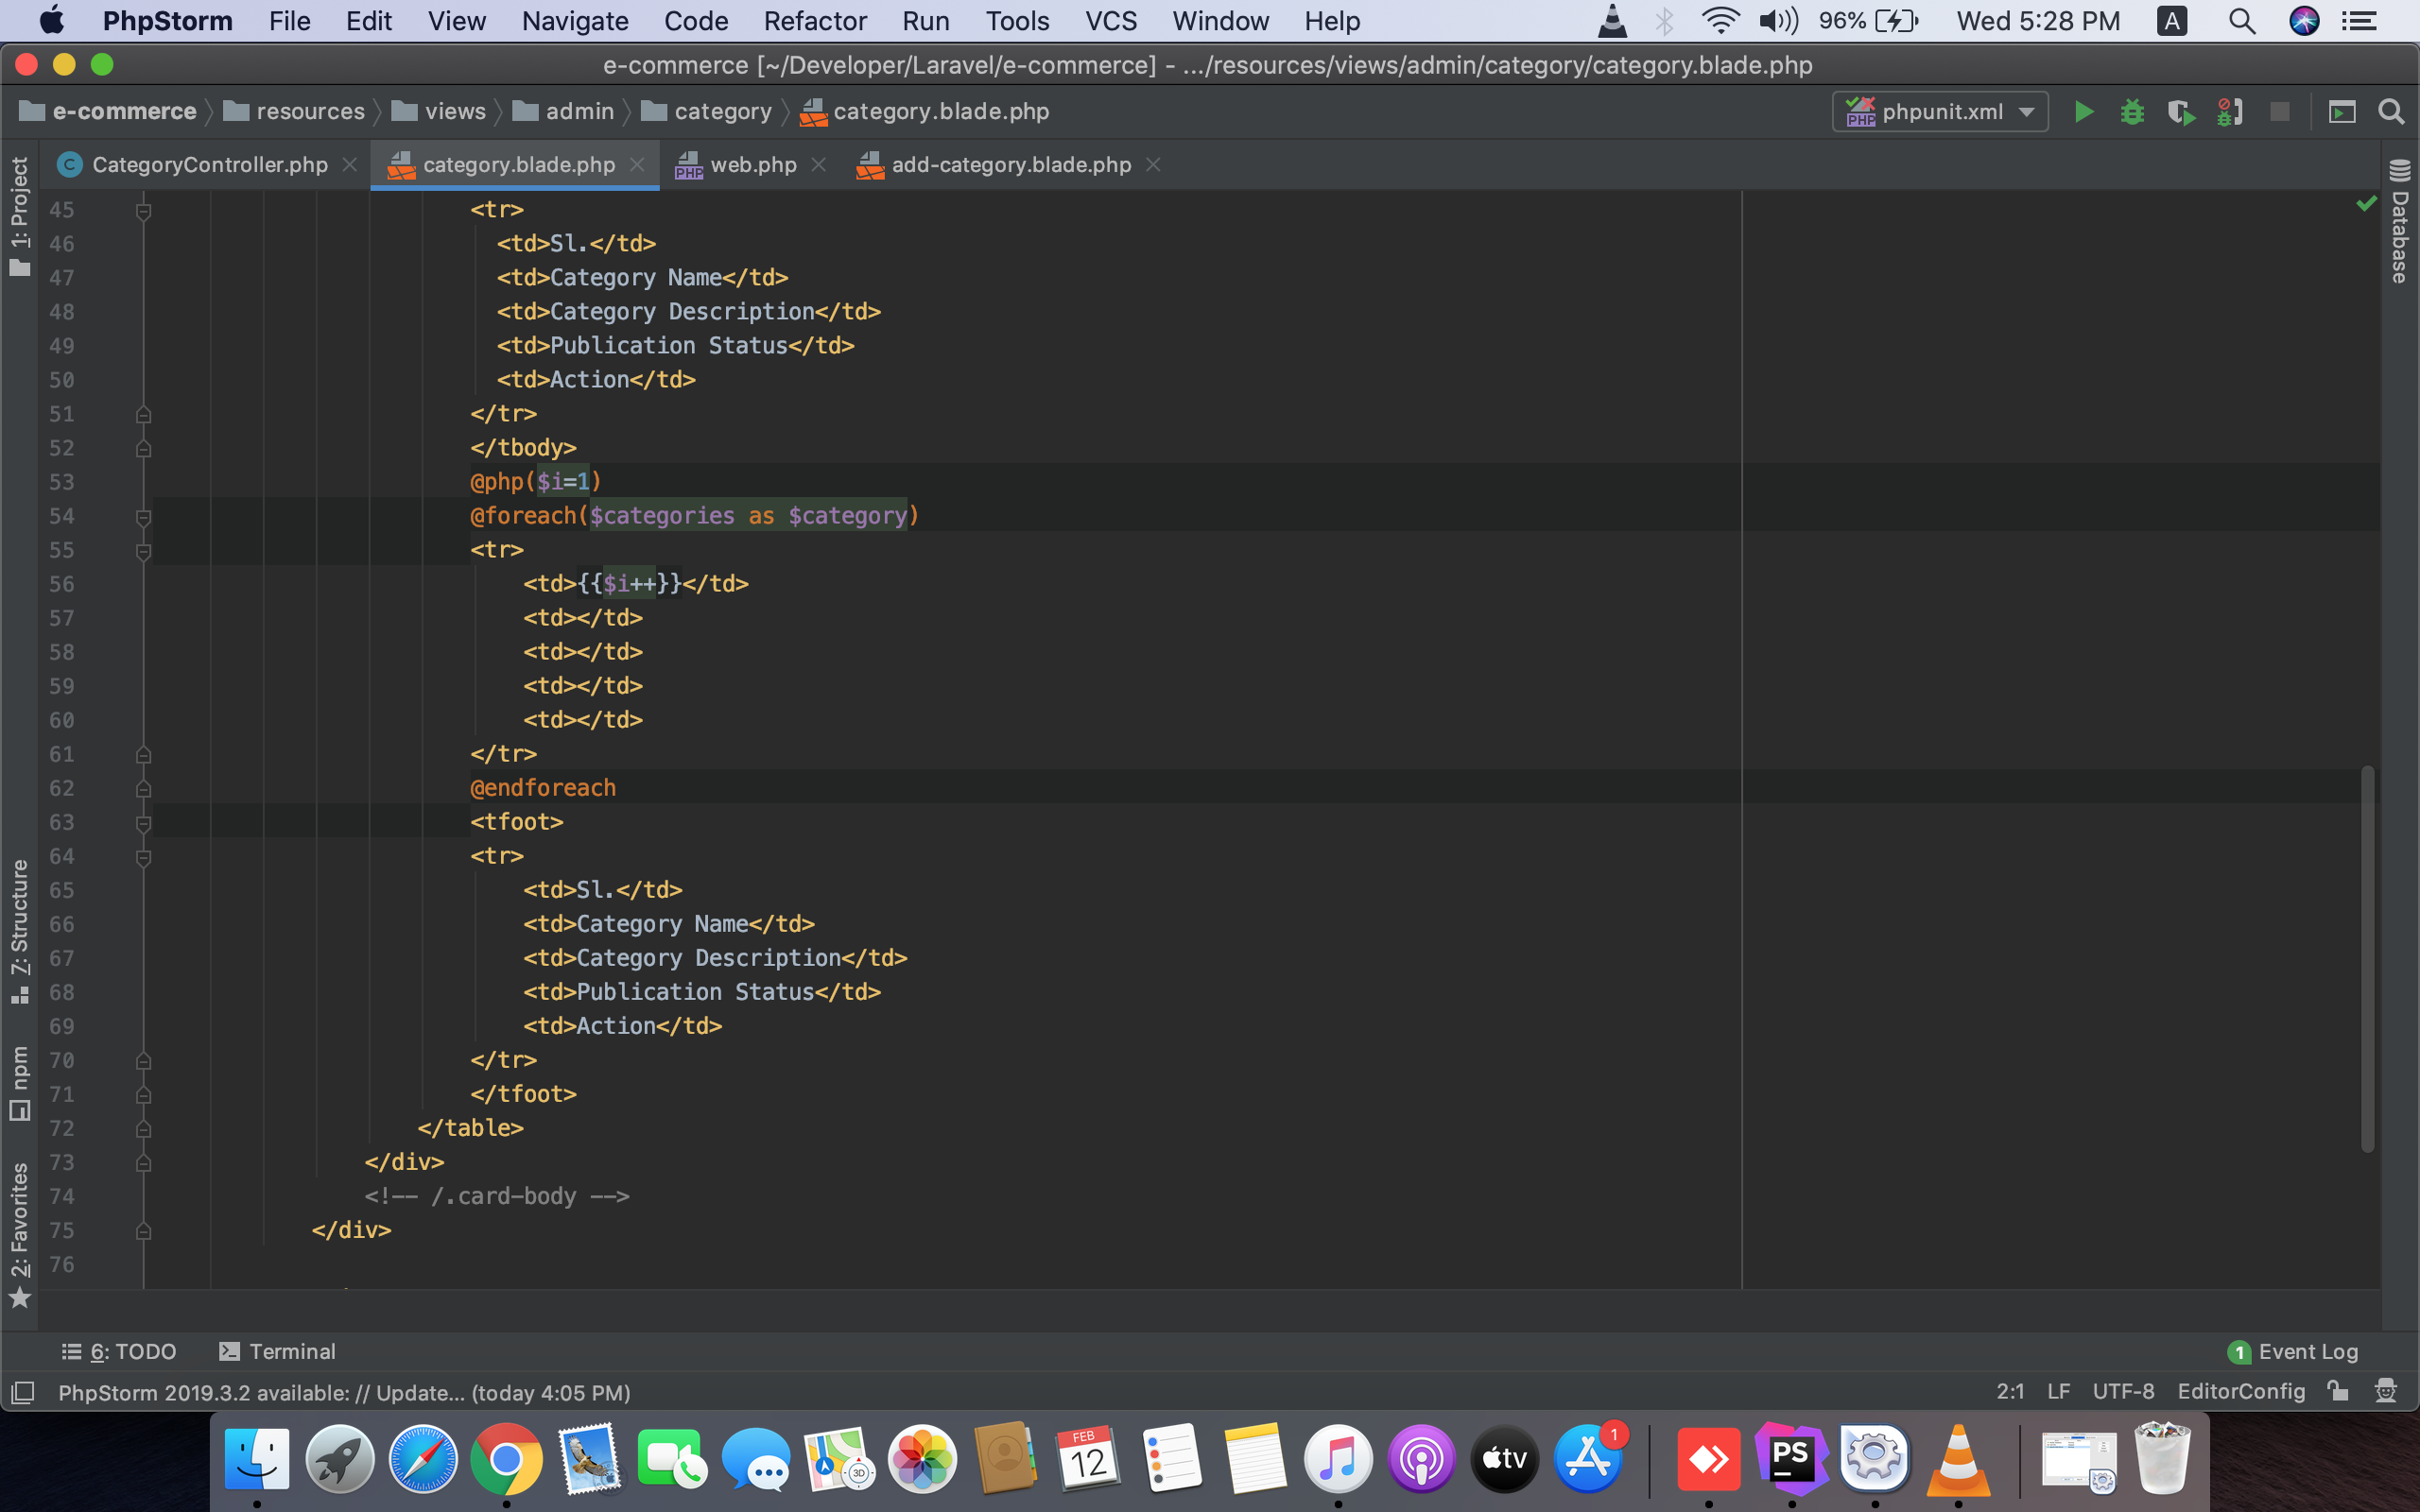 PhpStorm File Edit View Navigate Code Refactor Run Tools VCS Window Help 96% Wed 5:28 PM A
e-commerce [~/Developer/Laravel/e-commerce] - .../resources/views/admin/category/category.blade.php
e-commerce resources views admin category category.blade.php PHP phpunit.xml
C CategoryController.php category.blade.php PHP web.php add-category.blade.php
1: Project
Database
45 <tr>
46 <td>Sl.</td>
47 <td>Category Name</td>
48 <td>Category Description</td>
49 <td>Publication Status</td>
50 <td>Action</td>
51 </tr>
52 </tbody>
53 @php($i=1)
54 @foreach($categories as $category)
55 <tr>
56 <td>{{$i++}}</td>
57 <td></td>
58 <td></td>
59 <td></td>
60 <td></td>
61 </tr>
62 @endforeach
63 <tfoot>
64 <tr>
65 <td>Sl.</td>
66 <td>Category Name</td>
67 <td>Category Description</td>
68 <td>Publication Status</td>
69 <td>Action</td>
70 </tr>
71 </tfoot>
72 </table>
73 </div>
74 <!-- /.card-body -->
75 </div>
76
7: Structure
npm
2: Favorites
6: TODO Terminal 1 Event Log
PhpStorm 2019.3.2 available: // Update... (today 4:05 PM) 2:1 LF UTF-8 EditorConfig
3D FEB 12 tv 1 PS